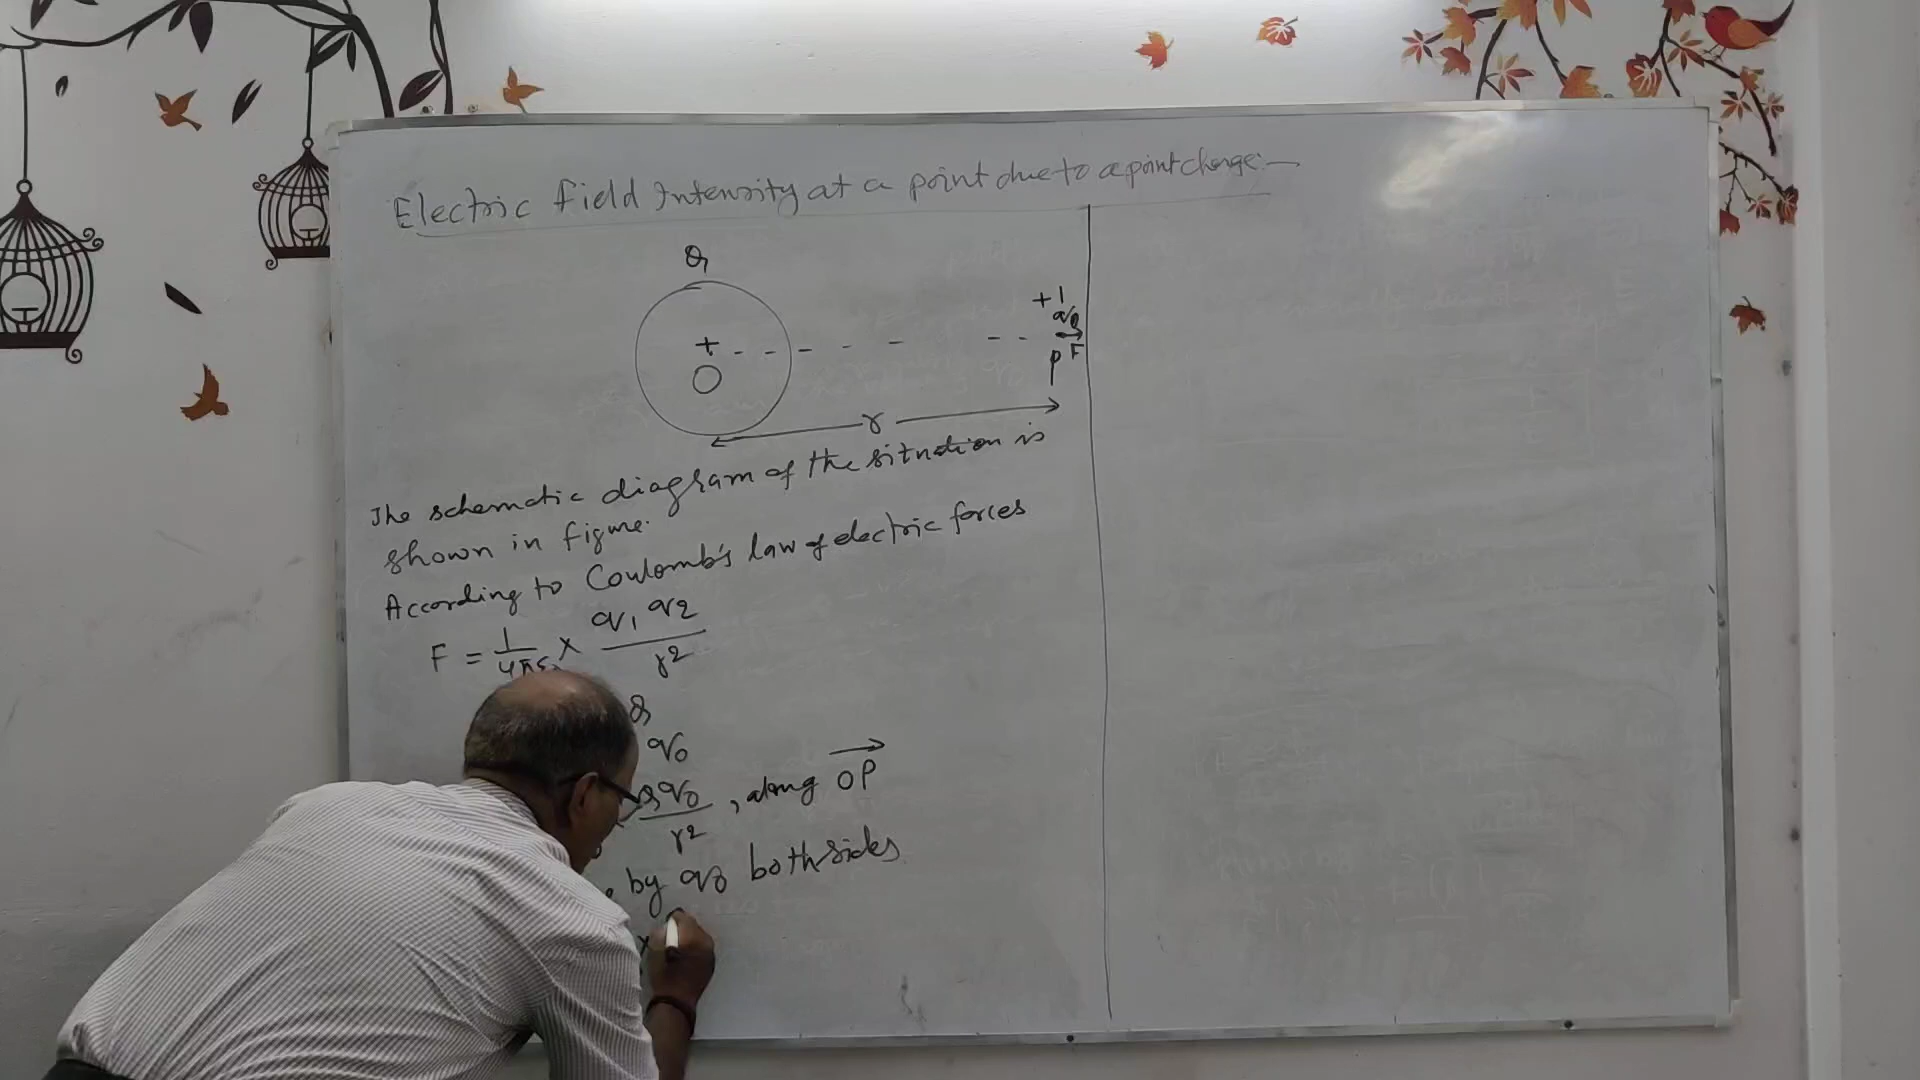 Electric field Intensity at a point due to a point charge:—
Q
+
O
+1
q0
P F
r
The schematic diagram of the situation is
shown in figure.
According to Coulomb's law of electric forces
F = 1/4πε × q1 q2 / r2
Q
q0
Qq0 / r2 , along OP
by q0 both sides
×